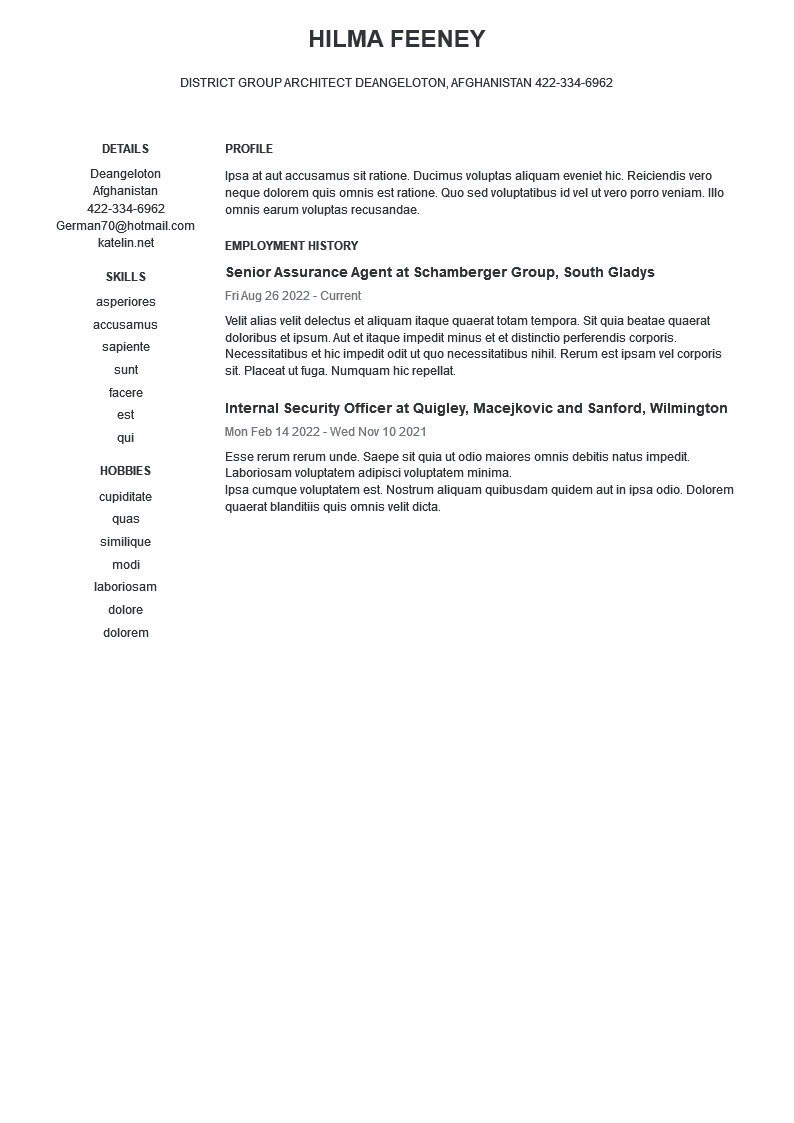 HILMA FEENEY
DISTRICT GROUP ARCHITECT DEANGELOTON, AFGHANISTAN 422-334-6962
DETAILS
Deangeloton
Afghanistan
422-334-6962
German70@hotmail.com
katelin.net
SKILLS
asperiores
accusamus
sapiente
sunt
facere
est
qui
HOBBIES
cupiditate
quas
similique
modi
laboriosam
dolore
dolorem
PROFILE
Ipsa at aut accusamus sit ratione. Ducimus voluptas aliquam eveniet hic. Reiciendis vero
neque dolorem quis omnis est ratione. Quo sed voluptatibus id vel ut vero porro veniam. Illo
omnis earum voluptas recusandae.
EMPLOYMENT HISTORY
Senior Assurance Agent at Schamberger Group, South Gladys
Fri Aug 26 2022 - Current
Velit alias velit delectus et aliquam itaque quaerat totam tempora. Sit quia beatae quaerat
doloribus et ipsum. Aut et itaque impedit minus et et distinctio perferendis corporis.
Necessitatibus et hic impedit odit ut quo necessitatibus nihil. Rerum est ipsam vel corporis
sit. Placeat ut fuga. Numquam hic repellat.
Internal Security Officer at Quigley, Macejkovic and Sanford, Wilmington
Mon Feb 14 2022 - Wed Nov 10 2021
Esse rerum rerum unde. Saepe sit quia ut odio maiores omnis debitis natus impedit.
Laboriosam voluptatem adipisci voluptatem minima.
Ipsa cumque voluptatem est. Nostrum aliquam quibusdam quidem aut in ipsa odio. Dolorem
quaerat blanditiis quis omnis velit dicta.